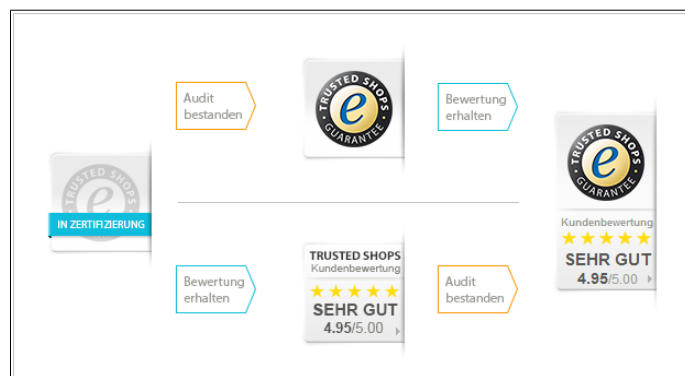 TRUSTED SHOPS
IN ZERTIFIZIERUNG
Audit
bestanden
TRUSTED SHOPS
e
GUARANTEE
Bewertung
erhalten
Bewertung
erhalten
TRUSTED SHOPS
Kundenbewertung
SEHR GUT
4.95/5.00
Audit
bestanden
TRUSTED SHOPS
e
GUARANTEE
Kundenbewertung
SEHR GUT
4.95/5.00